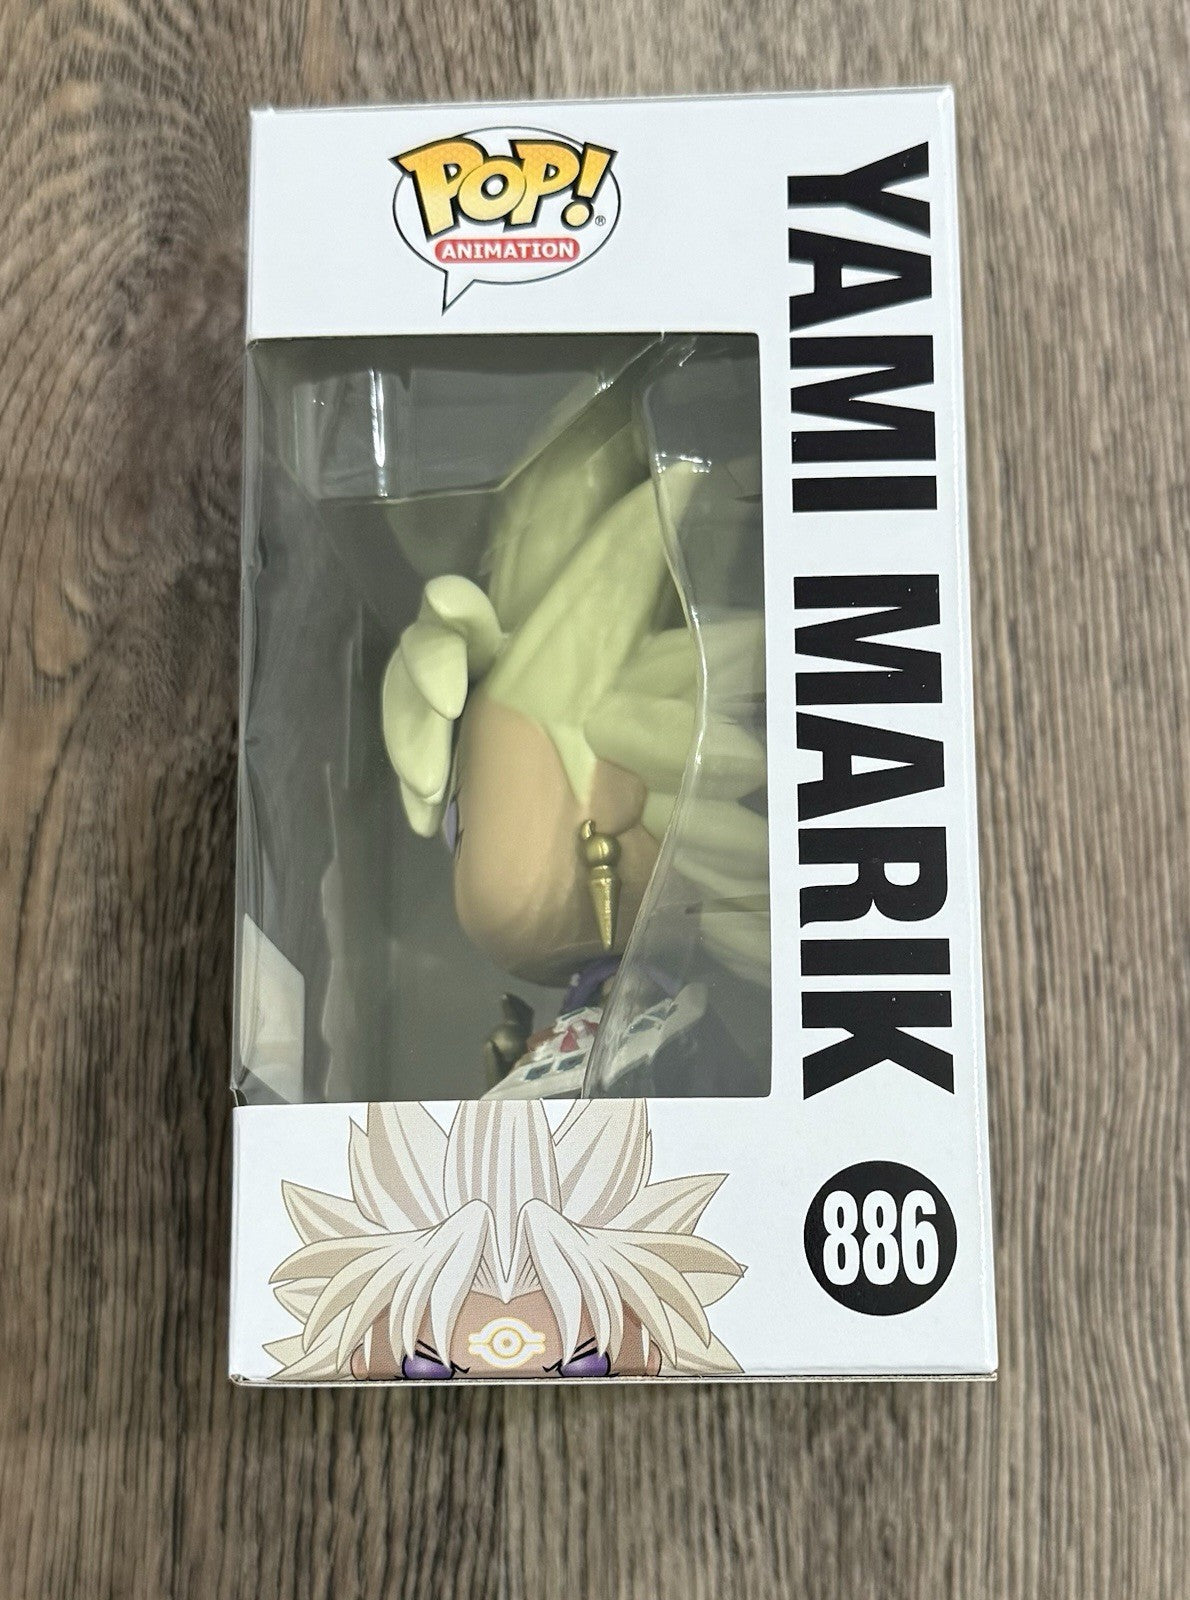 POP!®
ANIMATION
YAMI MARIK
886